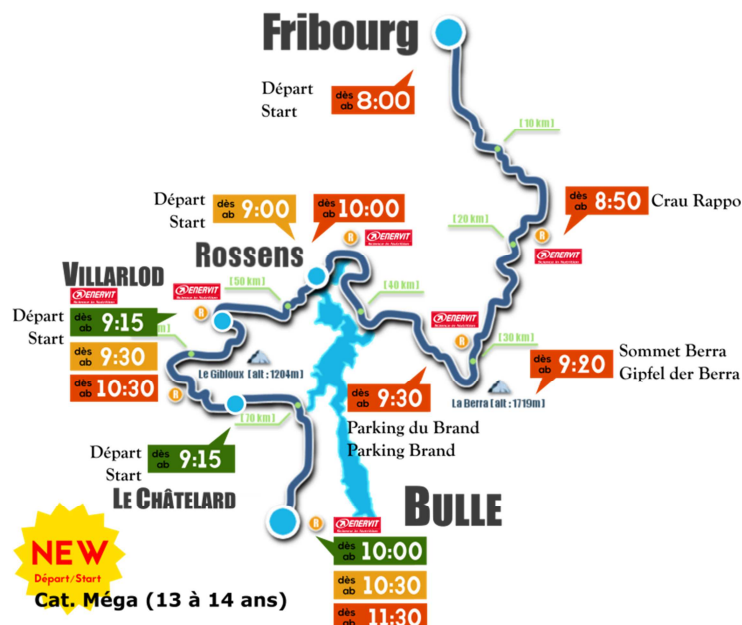 Fribourg
Départ
Start
dès
ab 8:00
[10 km]
dès
ab 8:50
Crau Rappo
Départ
Start
dès
ab 9:00
dès
ab 10:00
R ENERVIT
[20 km]
R
ENERVIT
Rossens
VILLARLOD
ENERVIT
ENERVIT
R
[50 km]
[40 km]
Départ
Start
dès
ab 9:15
dès
ab 9:30
dès
ab 10:30
ENERVIT
R
[30 km]
dès
ab 9:20
Sommet Berra
Gipfel der Berra
Le Gibloux [alt : 1204m]
La Berra [alt : 1719m]
dès
ab 9:30
Parking du Brand
Parking Brand
R
[70 km]
Départ
Start
dès
ab 9:15
LE CHÂTELARD
BULLE
R ENERVIT
dès
ab 10:00
dès
ab 10:30
dès
ab 11:30
NEW
Départ/Start
Cat. Méga (13 à 14 ans)